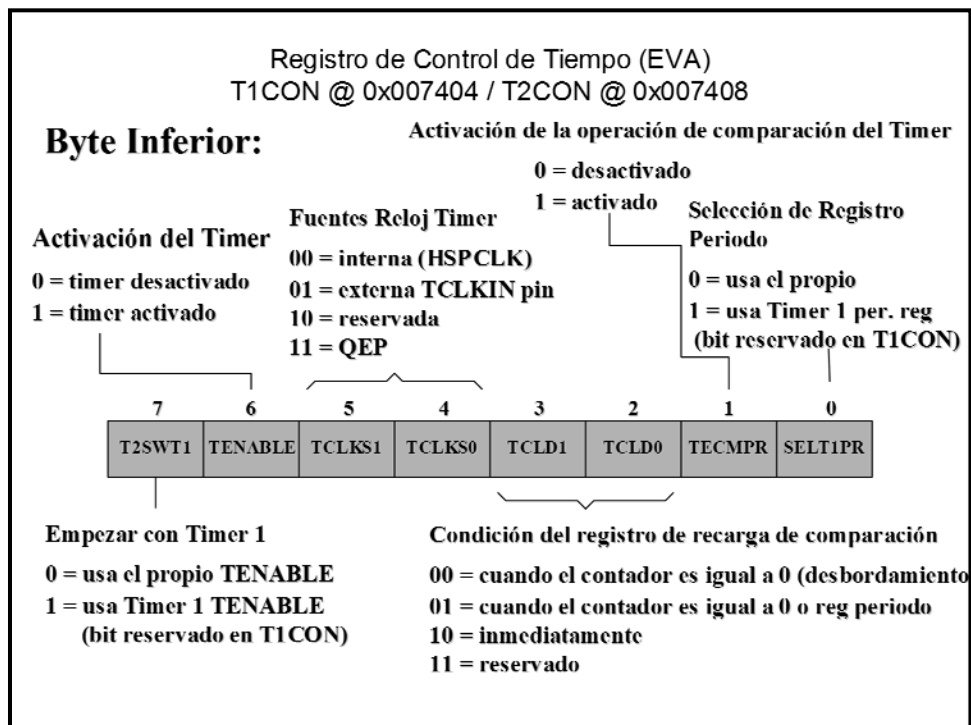 Registro de Control de Tiempo (EVA)
T1CON @ 0x007404 / T2CON @ 0x007408
Byte Inferior:
Activación de la operación de comparación del Timer
0 = desactivado
1 = activado
Selección de Registro
Periodo
0 = usa el propio
1 = usa Timer 1 per. reg
(bit reservado en T1CON)
Fuentes Reloj Timer
00 = interna (HSPCLK)
01 = externa TCLKIN pin
10 = reservada
11 = QEP
Activación del Timer
0 = timer desactivado
1 = timer activado
7 6 5 4 3 2 1 0
T2SWT1 TENABLE TCLKS1 TCLKS0 TCLD1 TCLD0 TECMPR SELT1PR
Empezar con Timer 1
0 = usa el propio TENABLE
1 = usa Timer 1 TENABLE
(bit reservado en T1CON)
Condición del registro de recarga de comparación
00 = cuando el contador es igual a 0 (desbordamiento
01 = cuando el contador es igual a 0 o reg periodo
10 = inmediatamente
11 = reservado